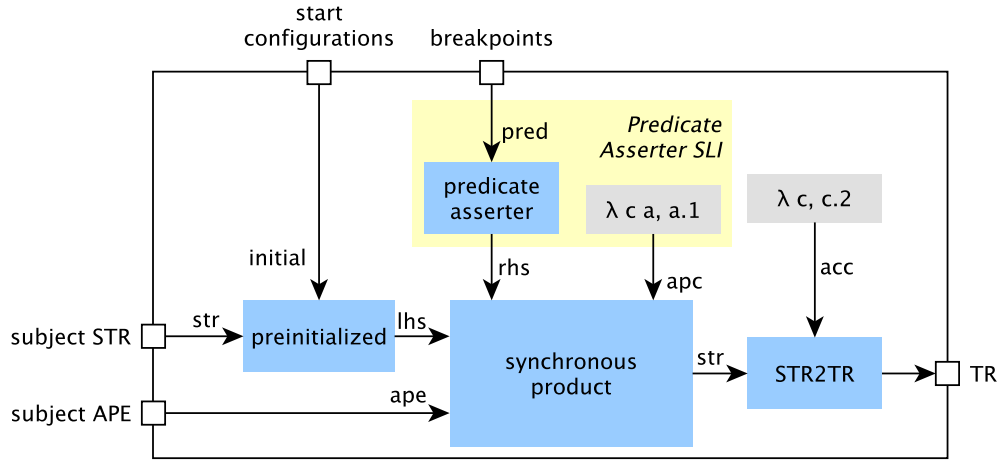 start
configurations
breakpoints
pred
Predicate
Asserter SLI
predicate
asserter
λ c a, a.1
λ c, c.2
initial
rhs
apc
acc
subject STR
str
preinitialized
lhs
synchronous
product
str
STR2TR
TR
subject APE
ape